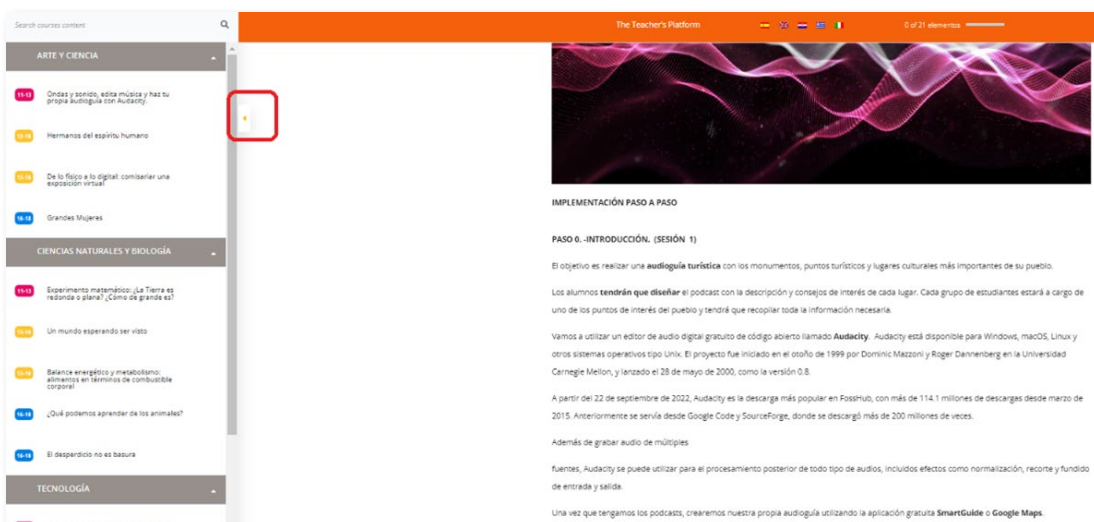 Search courses content
The Teacher's Platform
0 of 21 elementos
ARTE Y CIENCIA
11-13
Ondas y sonido, edita música y haz tu
propia audioguía con Audacity.
Hermanos del espíritu humano
De lo físico a lo digital: comisariar una
exposición virtual
16-18
Grandes Mujeres
CIENCIAS NATURALES Y BIOLOGÍA
11-13
Experimento matemático: ¿La Tierra es
redonda o plana? ¿Cómo de grande es?
Un mundo esperando ser visto
Balance energético y metabolismo:
alimentos en términos de combustible
corporal
16-18
¿Qué podemos aprender de los animales?
16-18
El desperdicio no es basura
TECNOLOGÍA
IMPLEMENTACIÓN PASO A PASO
PASO 0. -INTRODUCCIÓN. (SESIÓN 1)
El objetivo es realizar una audioguía turística con los monumentos, puntos turísticos y lugares culturales más importantes de su pueblo.
Los alumnos tendrán que diseñar el podcast con la descripción y consejos de interés de cada lugar. Cada grupo de estudiantes estará a cargo de
uno de los puntos de interés del pueblo y tendrá que recopilar toda la información necesaria.
Vamos a utilizar un editor de audio digital gratuito de código abierto llamado Audacity. Audacity está disponible para Windows, macOS, Linux y
otros sistemas operativos tipo Unix. El proyecto fue iniciado en el otoño de 1999 por Dominic Mazzoni y Roger Dannenberg en la Universidad
Carnegie Mellon, y lanzado el 28 de mayo de 2000, como la versión 0.8.
A partir del 22 de septiembre de 2022, Audacity es la descarga más popular en FossHub, con más de 114.1 millones de descargas desde marzo de
2015. Anteriormente se servía desde Google Code y SourceForge, donde se descargó más de 200 millones de veces.
Además de grabar audio de múltiples
fuentes, Audacity se puede utilizar para el procesamiento posterior de todo tipo de audios, incluidos efectos como normalización, recorte y fundido
de entrada y salida.
Una vez que tengamos los podcasts, crearemos nuestra propia audioguía utilizando la aplicación gratuita SmartGuide o Google Maps.